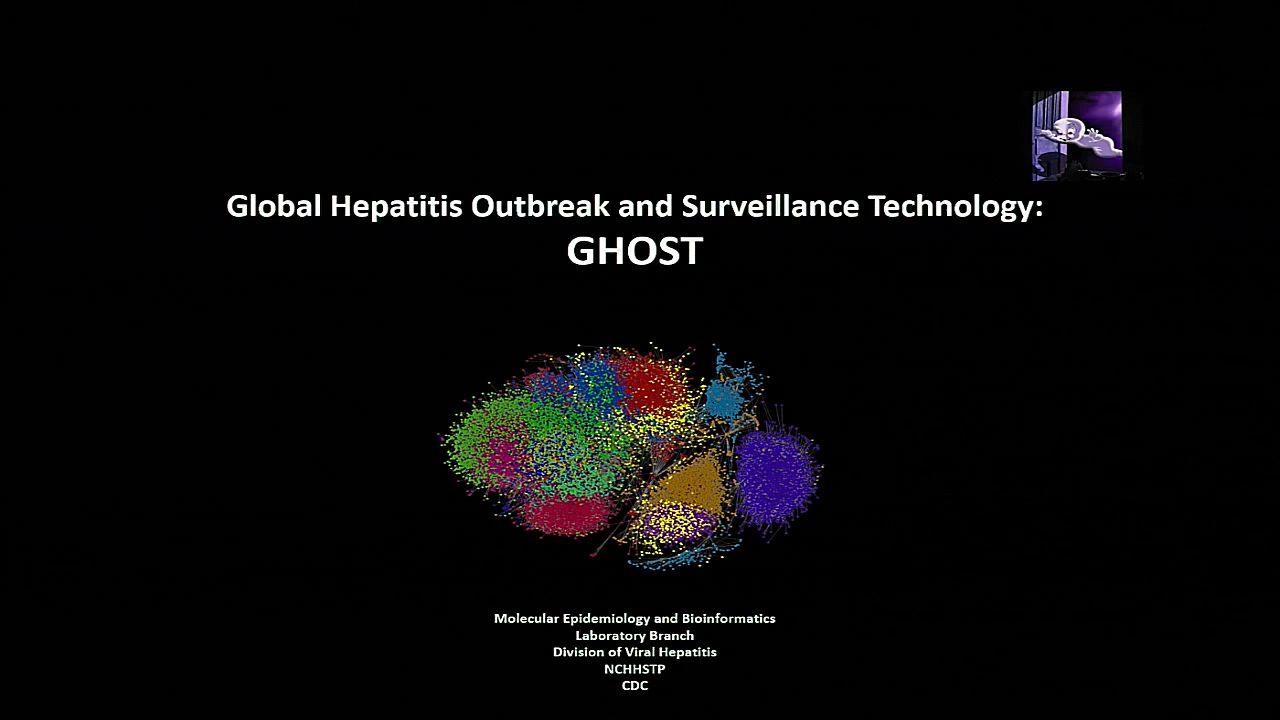 Global Hepatitis Outbreak and Surveillance Technology:
GHOST
Molecular Epidemiology and Bioinformatics
Laboratory Branch
Division of Viral Hepatitis
NCHHSTP
CDC